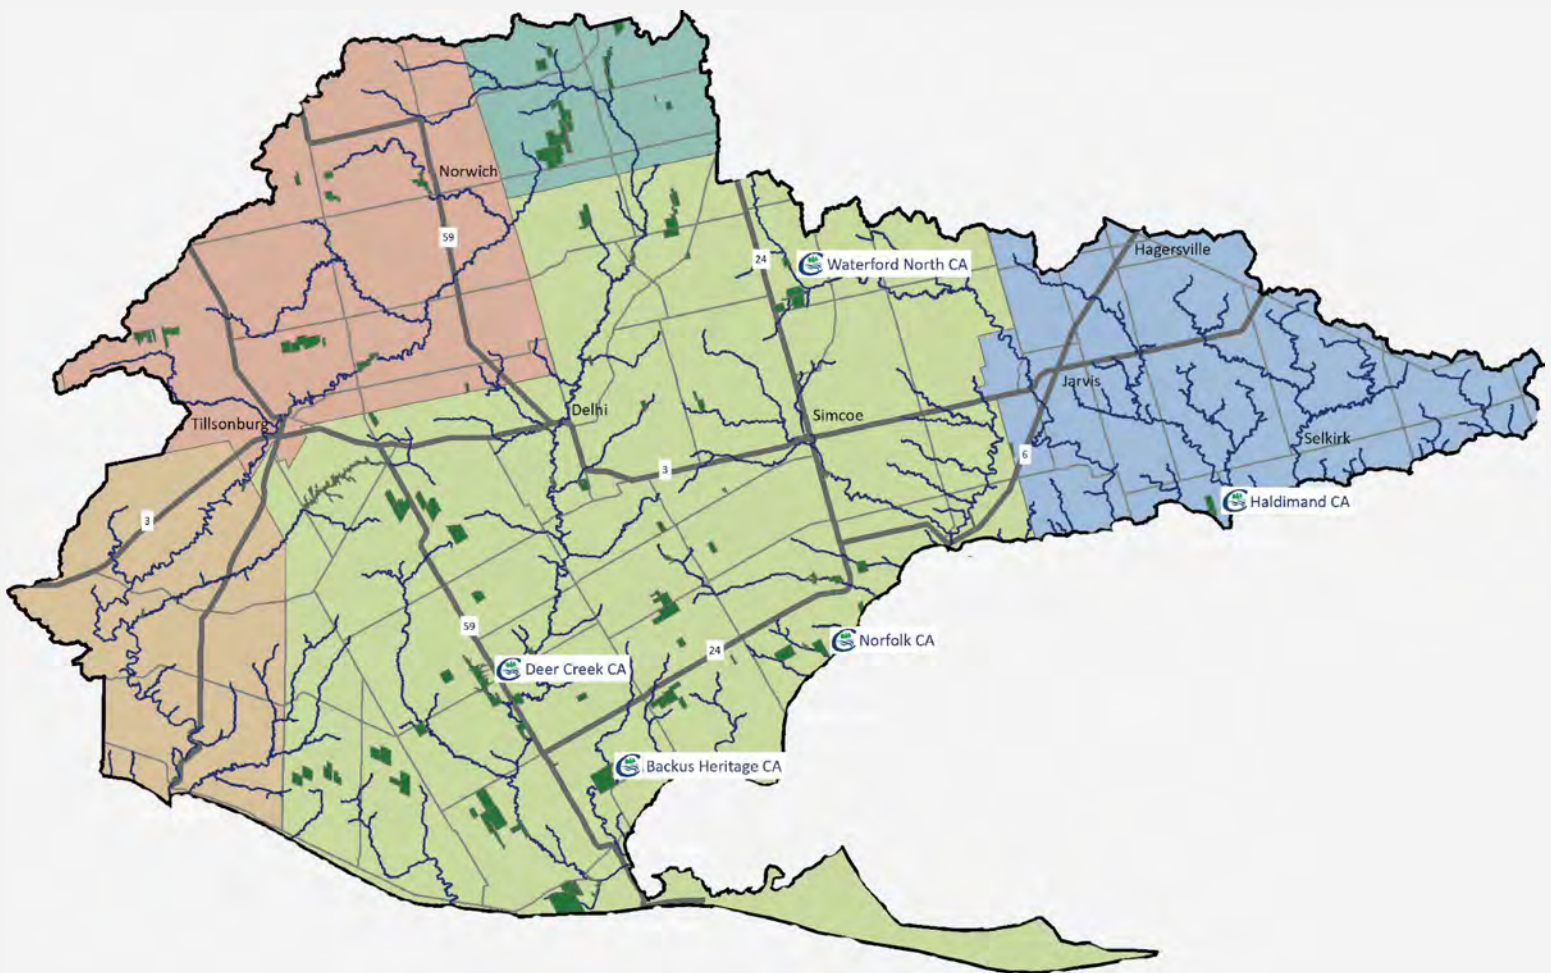 Norwich
59
24
Waterford North CA
Hagersville
Jarvis
Delhi
Simcoe
Tillsonburg
Selkirk
3
6
Haldimand CA
3
59
Norfolk CA
24
Deer Creek CA
Backus Heritage CA